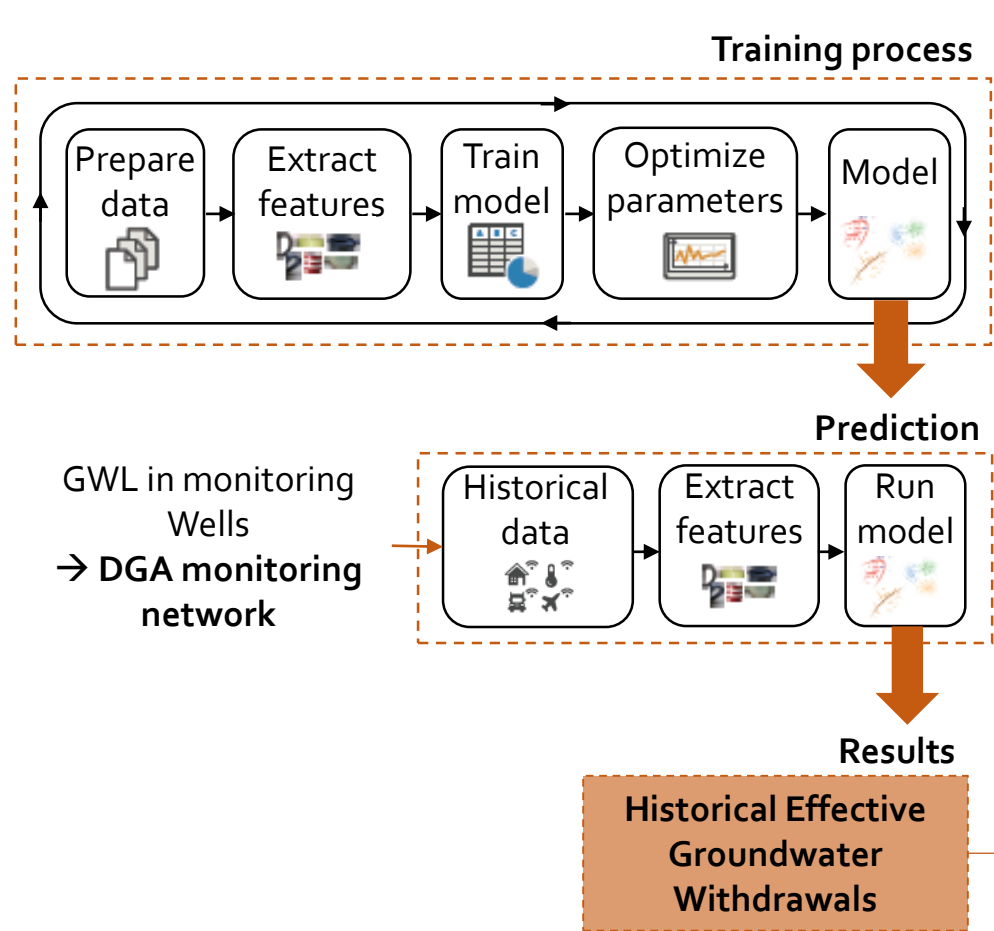 Training process
Prepare
data
Extract
features
Train
model
Optimize
parameters
Model
A B C
Prediction
GWL in monitoring
Wells
→ DGA monitoring
network
Historical
data
Extract
features
Run
model
Results
Historical Effective
Groundwater
Withdrawals